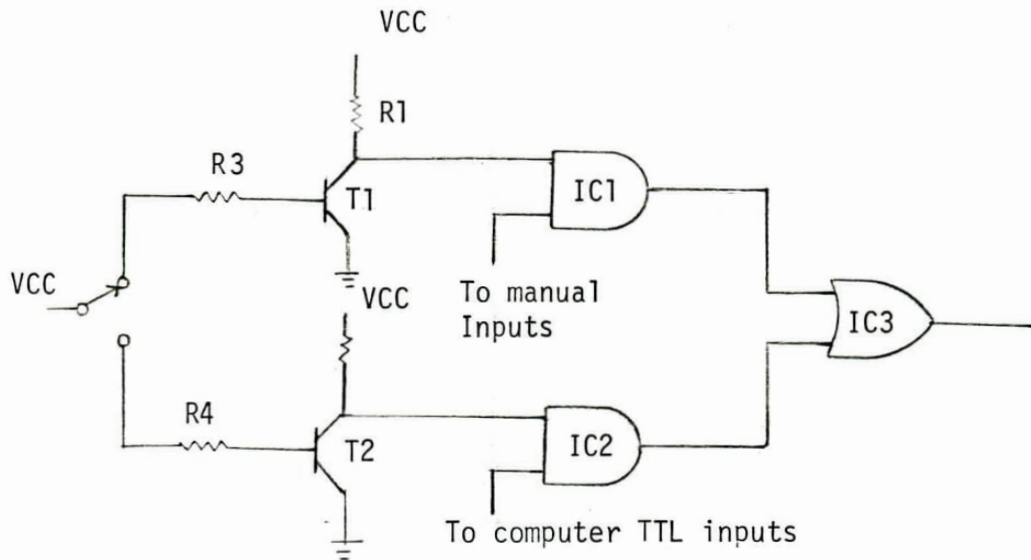 VCC
R1
R3
T1
IC1
VCC
To manual
Inputs
VCC
IC3
R4
T2
IC2
To computer TTL inputs